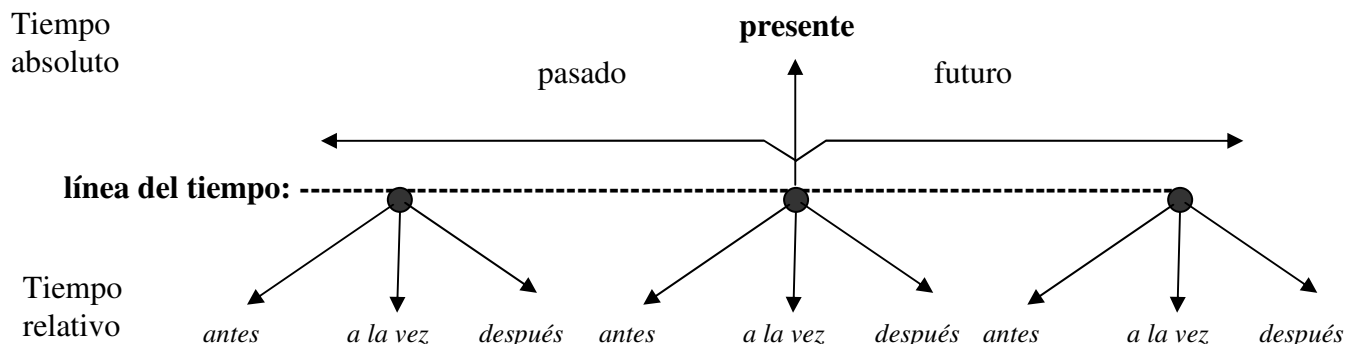 Tiempo
absoluto
presente
pasado futuro
línea del tiempo:
Tiempo
relativo
antes a la vez después antes a la vez después antes a la vez después